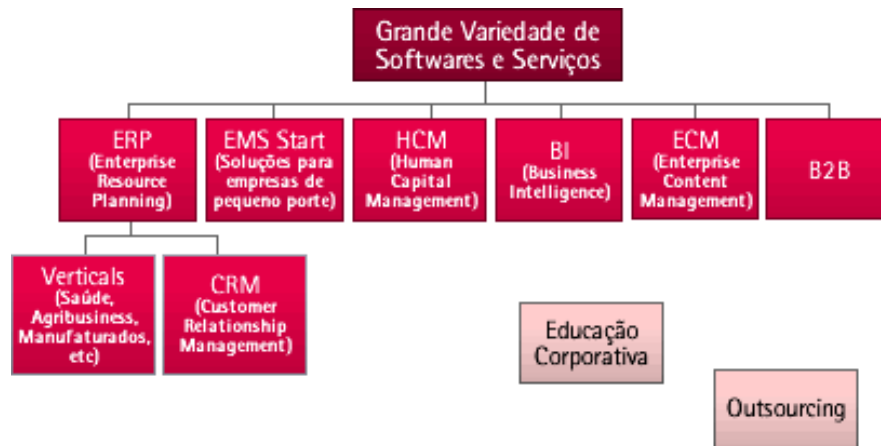 Grande Variedade de
Softwares e Serviços
ERP
(Enterprise
Resource
Planning)
EMS Start
(Soluções para
empresas de
pequeno porte)
HCM
(Human
Capital
Management)
BI
(Business
Intelligence)
ECM
(Enterprise
Content
Management)
B2B
Verticals
(Saúde,
Agribusiness,
Manufaturados,
etc)
CRM
(Customer
Relationship
Management)
Educação
Corporativa
Outsourcing